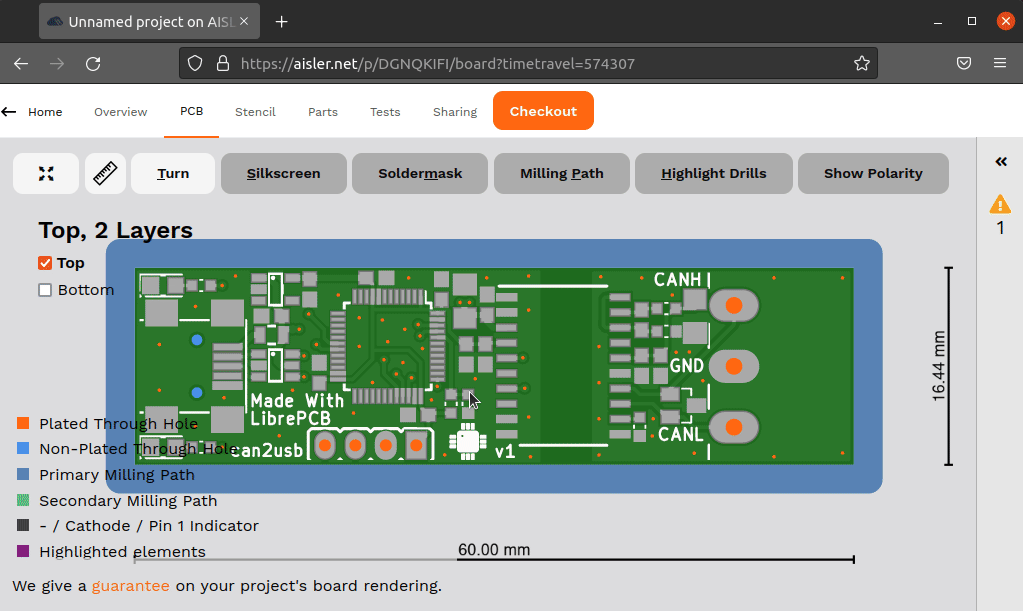 Unnamed project on AISL
https://aisler.net/p/DGNQKIFI/board?timetravel=574307
Home Overview PCB Stencil Parts Tests Sharing Checkout
Turn Silkscreen Soldermask Milling Path Highlight Drills Show Polarity
1
Top, 2 Layers
Top
Bottom
CANH
GND
CANL
Made With
LibrePCB
can2usb
v1
16.44 mm
Plated Through Hole
Non-Plated Through Hole
Primary Milling Path
Secondary Milling Path
- / Cathode / Pin 1 Indicator
Highlighted elements
60.00 mm
We give a guarantee on your project's board rendering.